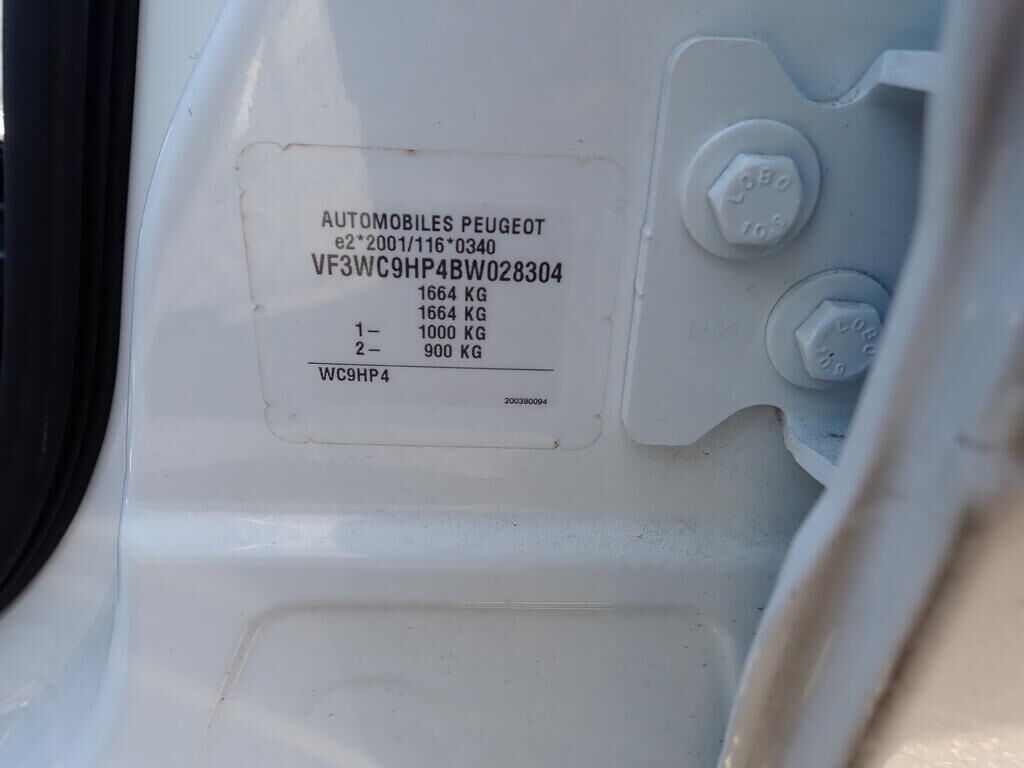 AUTOMOBILES PEUGEOT
e2*2001/116*0340
VF3WC9HP4BW028304
1664 KG
1664 KG
1– 1000 KG
2– 900 KG
WC9HP4
200380094
LOBO
10.9
LOBO
10.9